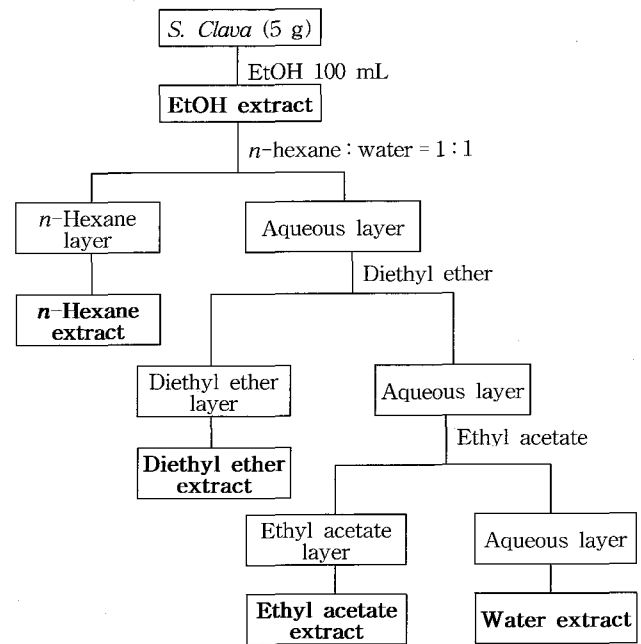 S. Clava (5 g)
EtOH 100 mL
EtOH extract
n-hexane : water = 1 : 1
n-Hexane
layer
Aqueous layer
Diethyl ether
n-Hexane
extract
Diethyl ether
layer
Aqueous layer
Ethyl acetate
Diethyl ether
extract
Ethyl acetate
layer
Aqueous layer
Ethyl acetate
extract
Water extract